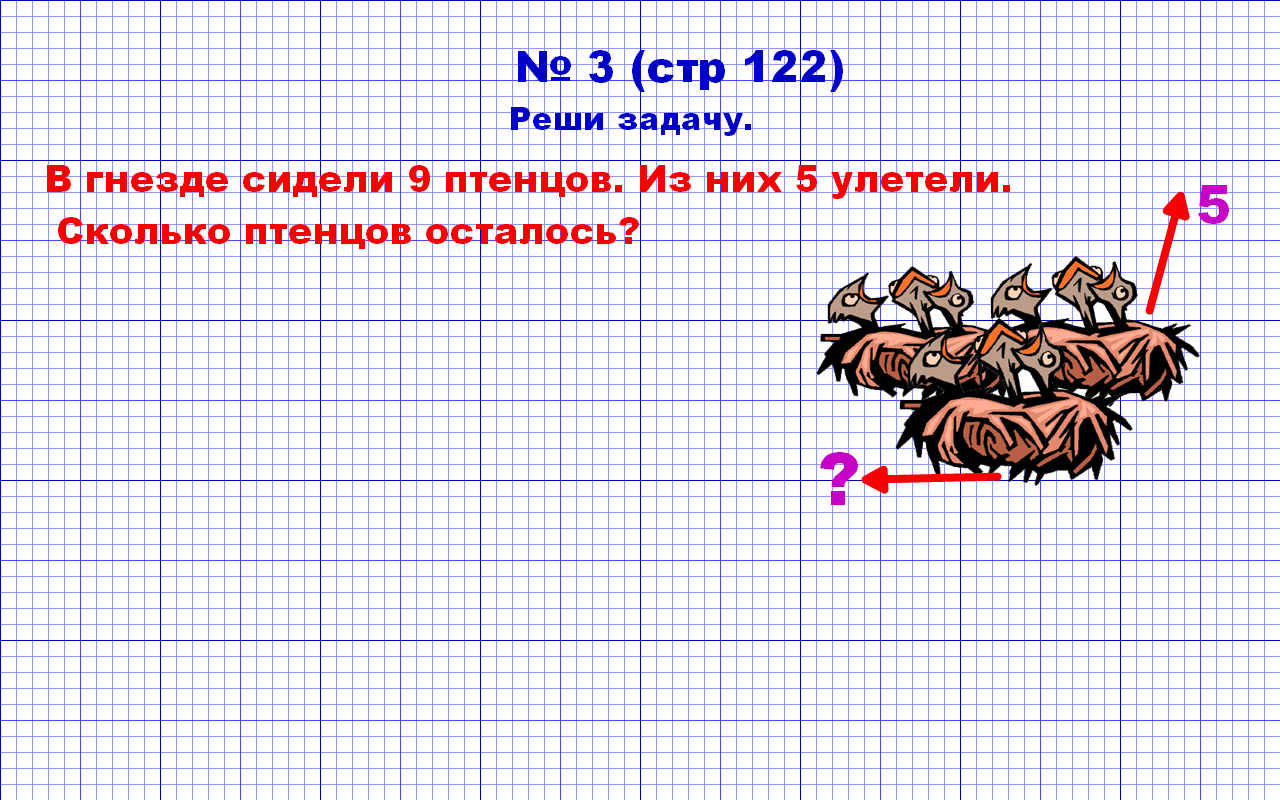 № 3 (стр 122)
Реши задачу.
В гнезде сидели 9 птенцов. Из них 5 улетели.
Сколько птенцов осталось?
5
?